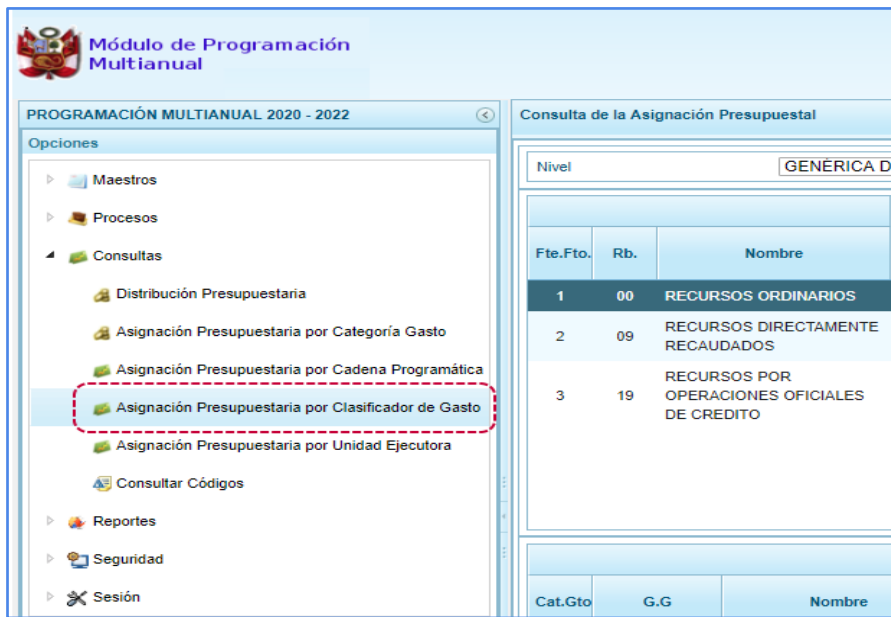 Módulo de Programación
Multianual
PROGRAMACIÓN MULTIANUAL 2020 - 2022
Opciones
Maestros
Procesos
Consultas
Distribución Presupuestaria
Asignación Presupuestaria por Categoría Gasto
Asignación Presupuestaria por Cadena Programática
Asignación Presupuestaria por Clasificador de Gasto
Asignación Presupuestaria por Unidad Ejecutora
Consultar Códigos
Reportes
Seguridad
Sesión
Consulta de la Asignación Presupuestal
Nivel GENÉRICA D
Fte.Fto. Rb. Nombre
1 00 RECURSOS ORDINARIOS
2 09 RECURSOS DIRECTAMENTE
RECAUDADOS
3 19 RECURSOS POR
OPERACIONES OFICIALES
DE CREDITO
Cat.Gto G.G Nombre